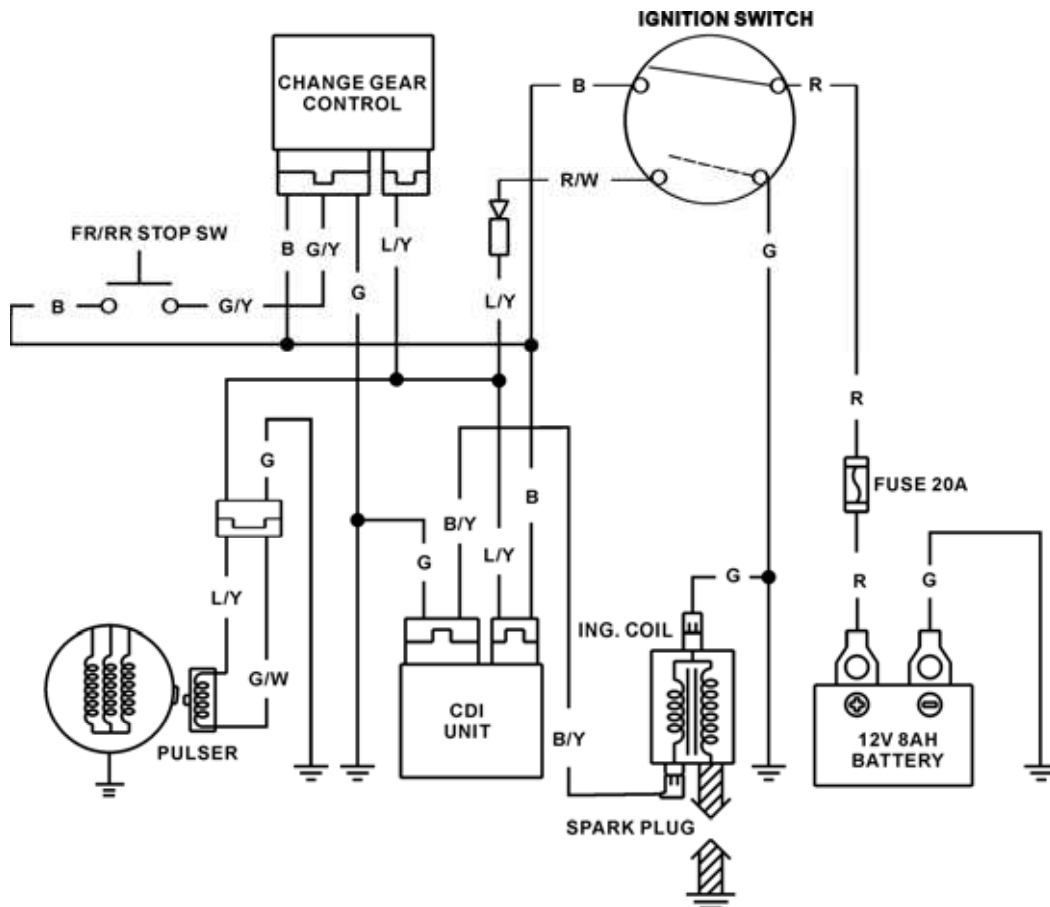 IGNITION SWITCH
CHANGE GEAR
CONTROL
B
R
R/W
FR/RR STOP SW
B
G/Y
L/Y
G
G
B
G/Y
L/Y
R
G
FUSE 20A
B
B/Y
G
L/Y
R
G
G
L/Y
ING. COIL
G/W
CDI
UNIT
B/Y
12V 8AH
BATTERY
PULSER
SPARK PLUG